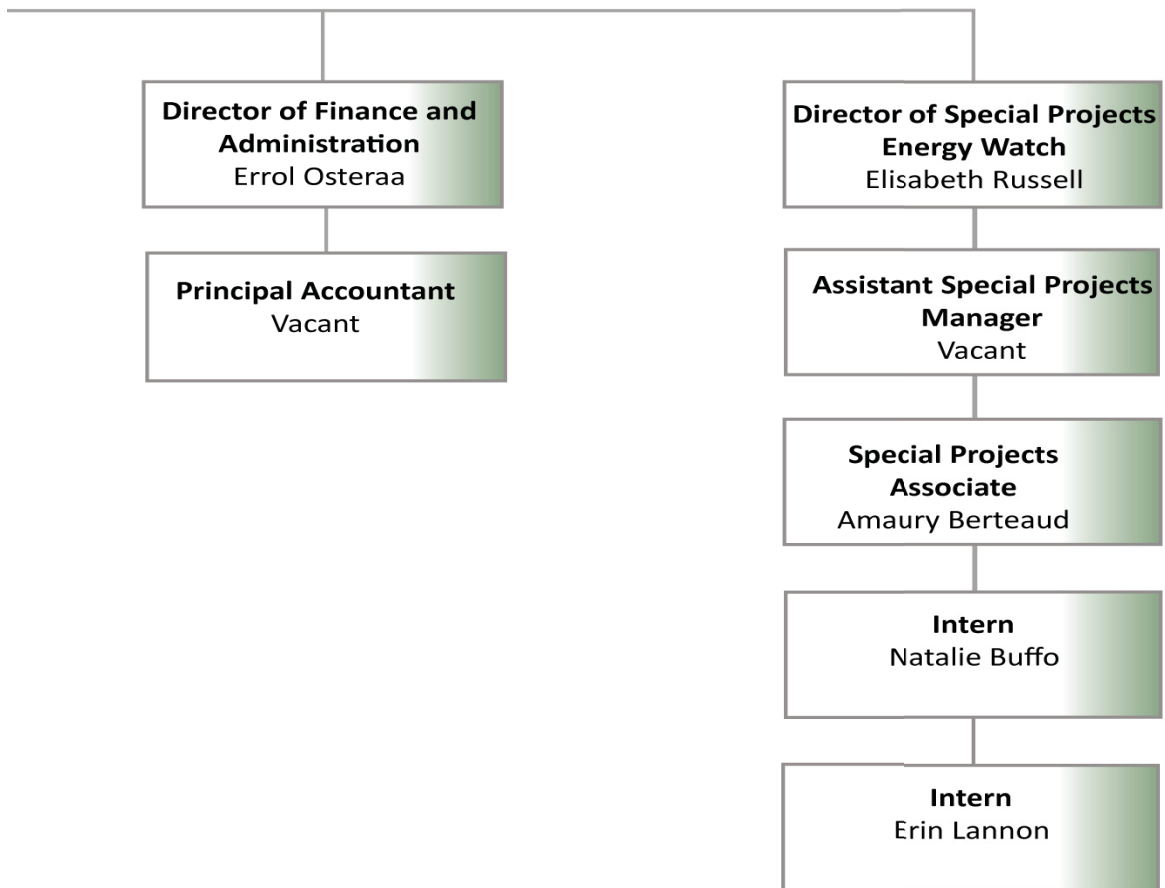 Director of Finance and
Administration
Errol Osteraa
Principal Accountant
Vacant
Director of Special Projects
Energy Watch
Elisabeth Russell
Assistant Special Projects
Manager
Vacant
Special Projects
Associate
Amaury Berteaud
Intern
Natalie Buffo
Intern
Erin Lannon